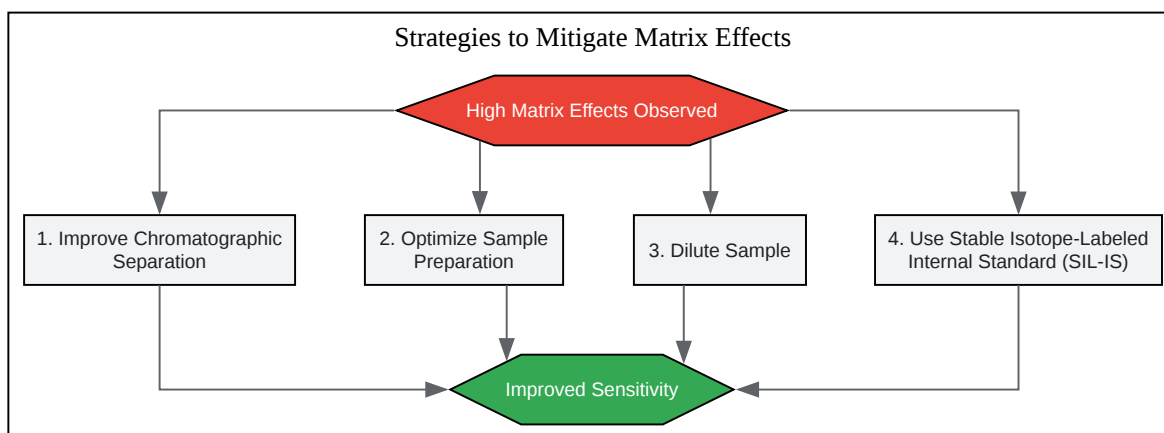 Strategies to Mitigate Matrix Effects
High Matrix Effects Observed
1. Improve Chromatographic
Separation
2. Optimize Sample
Preparation
3. Dilute Sample
4. Use Stable Isotope-Labeled
Internal Standard (SIL-IS)
Improved Sensitivity